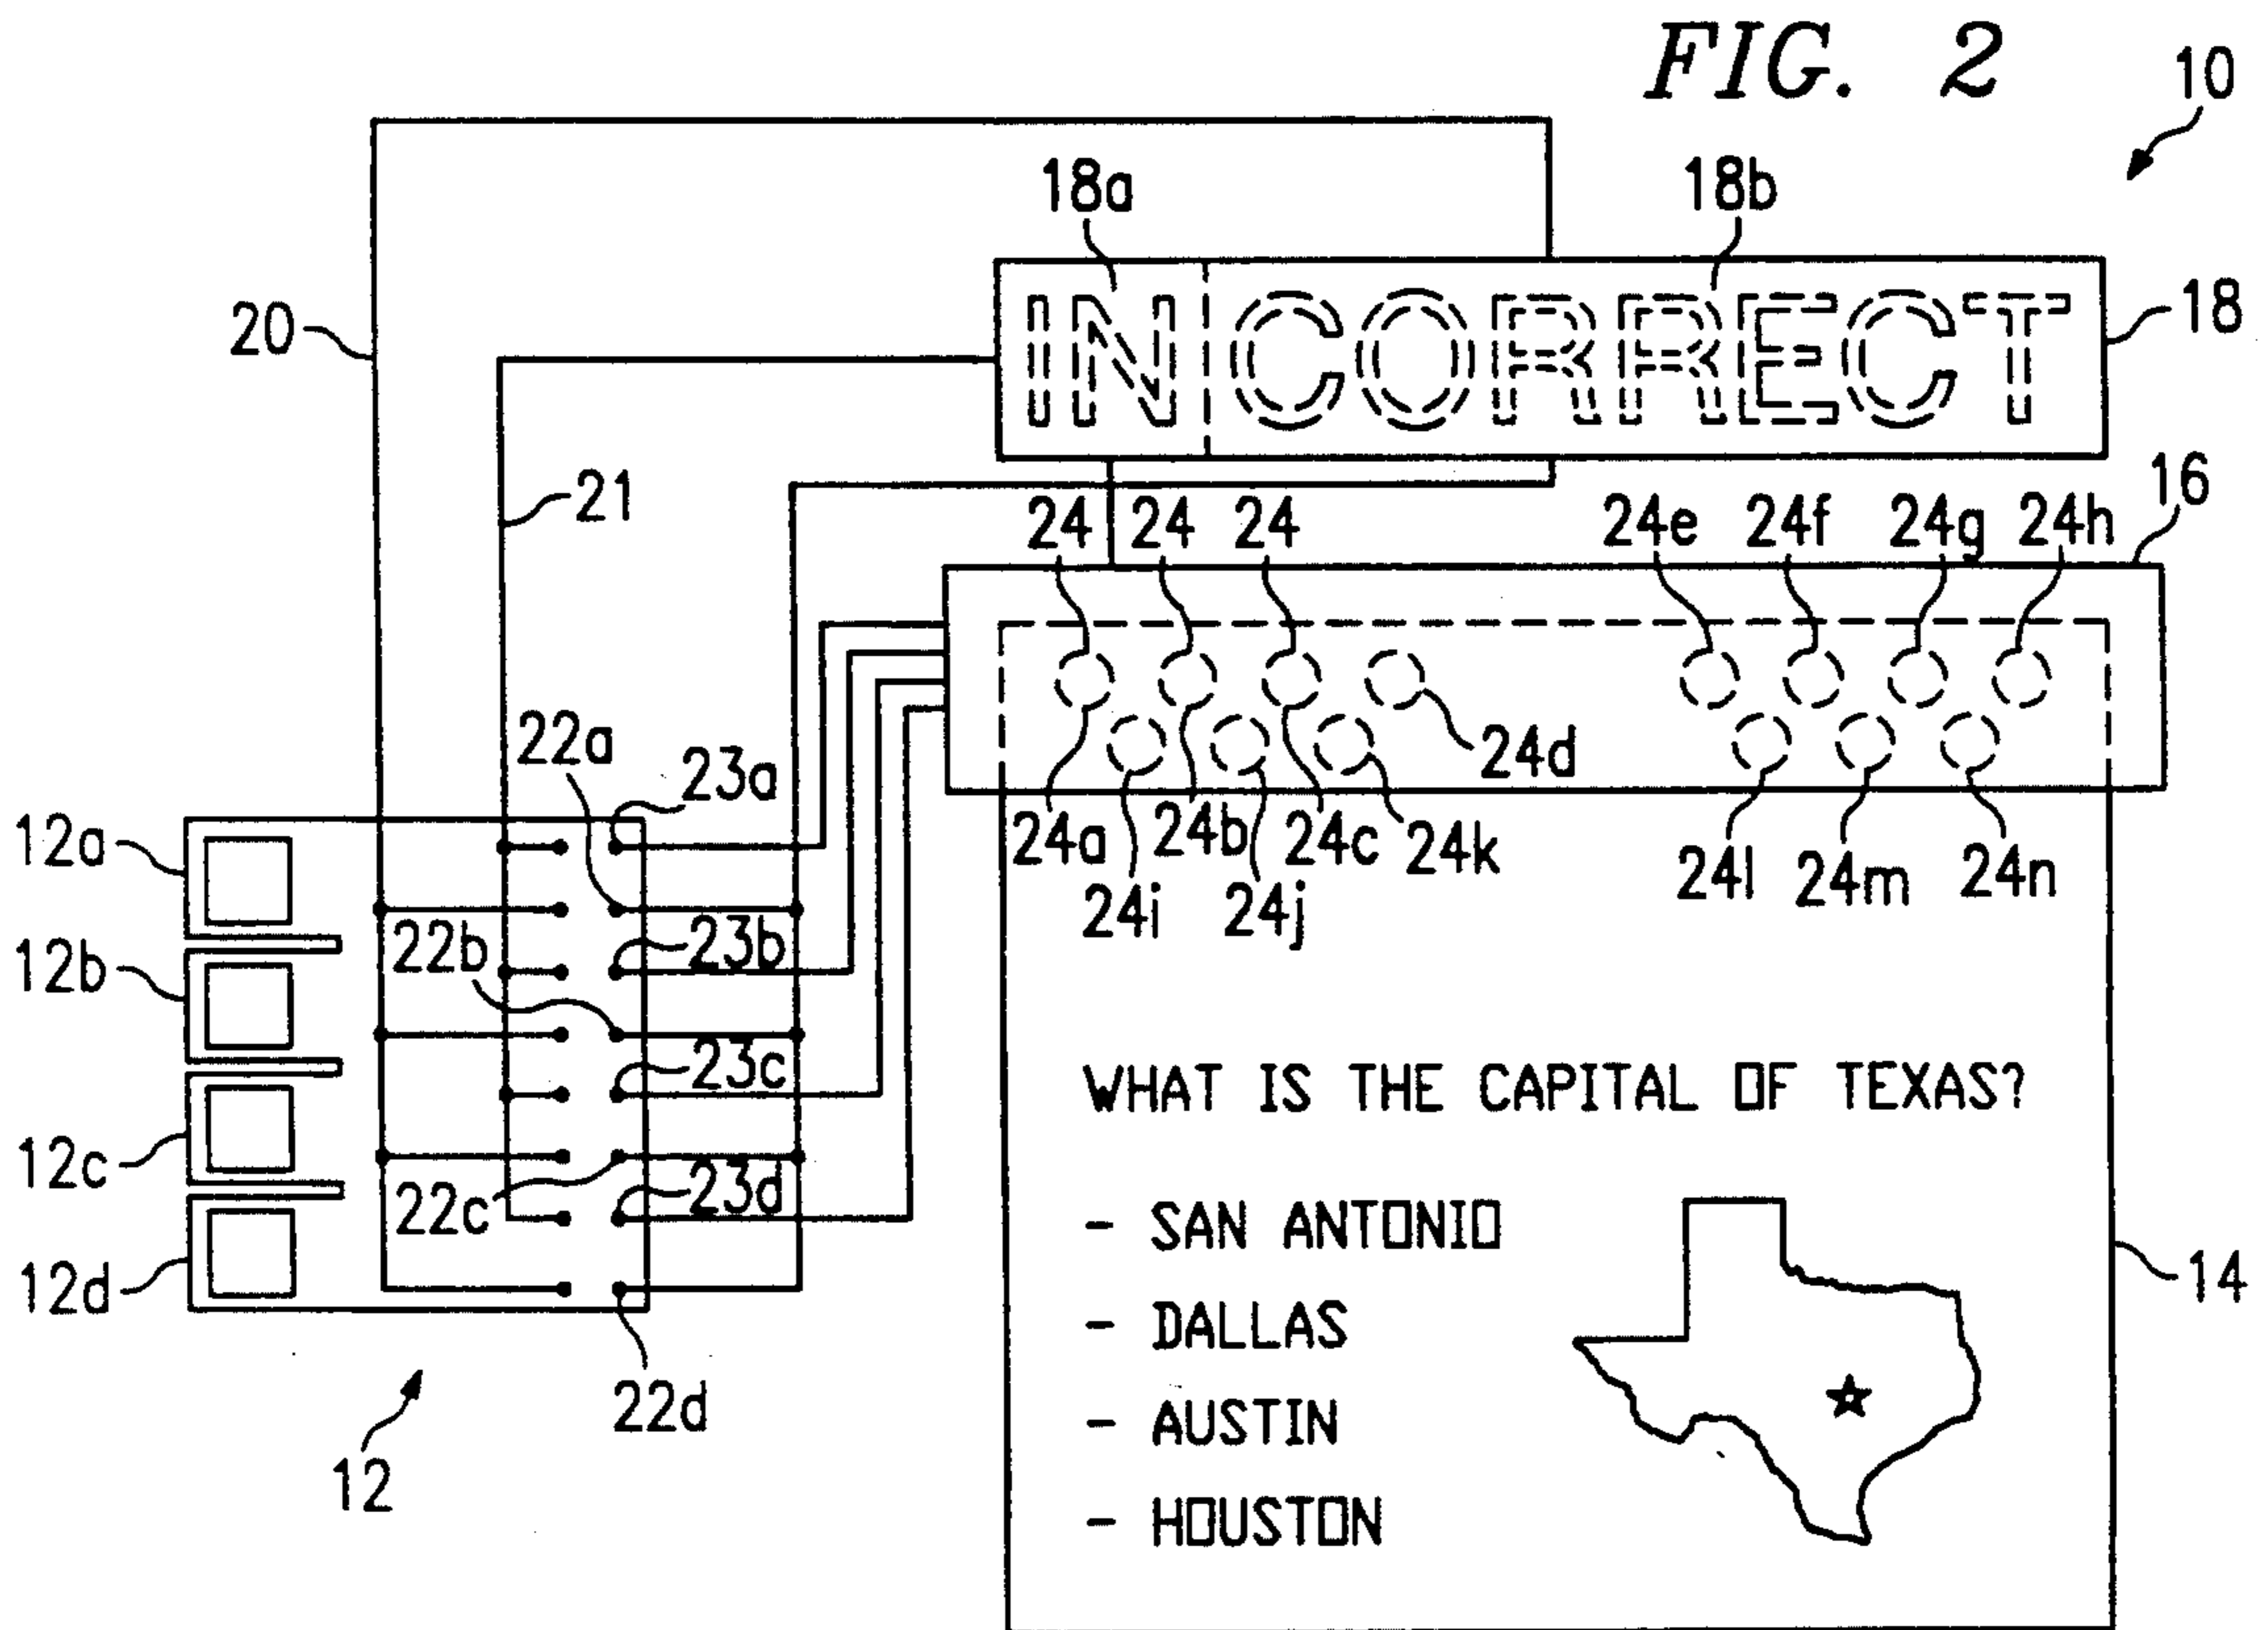 FIG. 2
10
18a 18b
IN CORRECT
18
20
21
16
24 24 24 24e 24f 24g 24h
24d
22a 23a
24a 24b 24c 24k
24i 24j 24l 24m 24n
12a
22b 23b
12b
23c
WHAT IS THE CAPITAL OF TEXAS?
12c
22c 23d
- SAN ANTONIO
12d
14
- DALLAS
22d
- AUSTIN
12
- HOUSTON